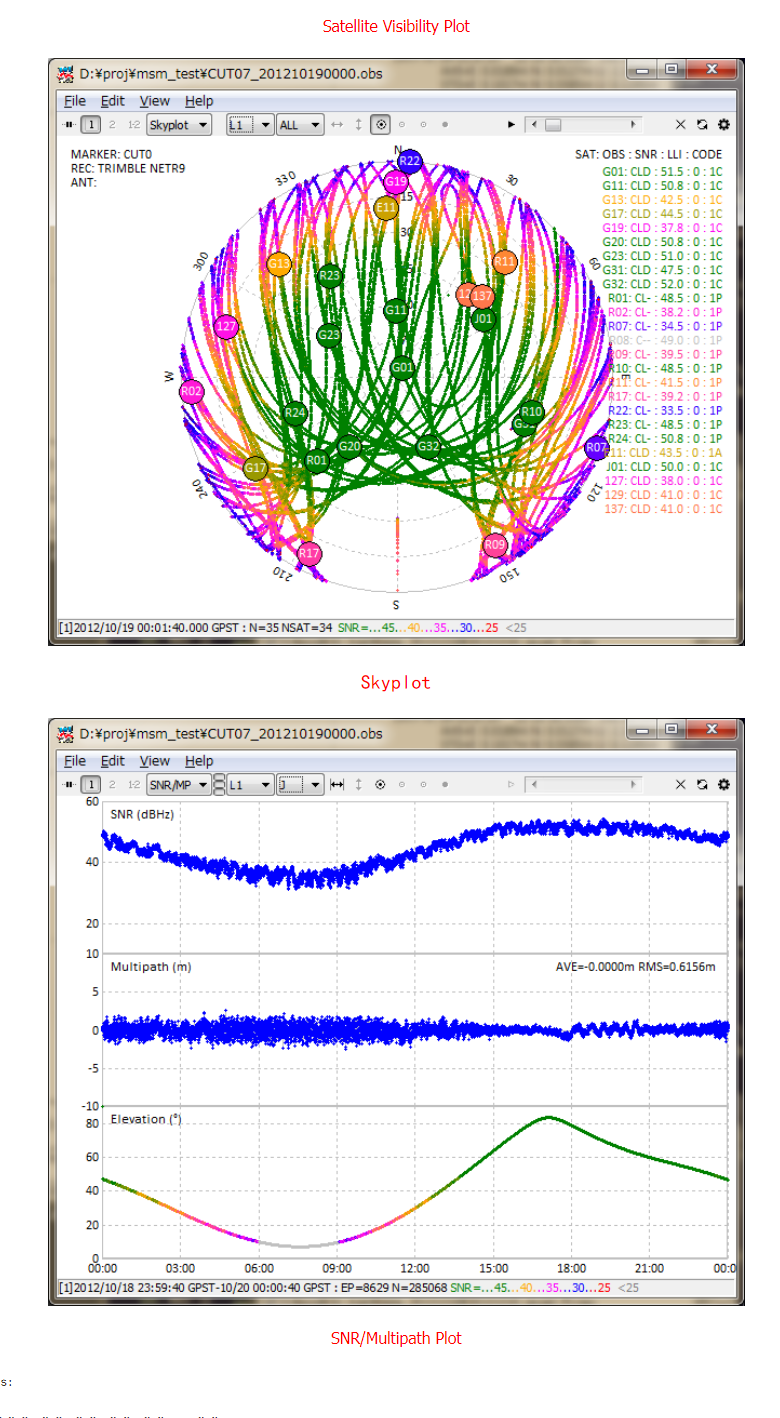 Satellite Visibility Plot
D:¥proj¥msm_test¥CUT07_201210190000.obs
File Edit View Help
1 2 1-2 Skyplot L1 ALL
MARKER: CUT0
REC: TRIMBLE NETR9
ANT:
SAT: OBS : SNR : LLI : CODE
G01: CLD : 51.5 : 0 : 1C
G11: CLD : 50.8 : 0 : 1C
G13: CLD : 42.5 : 0 : 1C
G17: CLD : 44.5 : 0 : 1C
G19: CLD : 37.8 : 0 : 1C
G20: CLD : 50.8 : 0 : 1C
G23: CLD : 51.0 : 0 : 1C
G31: CLD : 47.5 : 0 : 1C
G32: CLD : 52.0 : 0 : 1C
R01: CL- : 48.5 : 0 : 1P
R02: CL- : 38.2 : 0 : 1P
R07: CL- : 34.5 : 0 : 1P
R08: C-- : 49.0 : 0 : 1P
R09: CL- : 39.5 : 0 : 1P
R10: CL- : 48.5 : 0 : 1P
R11: CL- : 41.5 : 0 : 1P
R17: CL- : 39.2 : 0 : 1P
R22: CL- : 33.5 : 0 : 1P
R23: CL- : 48.5 : 0 : 1P
R24: CL- : 50.8 : 0 : 1P
E11: CLD : 43.5 : 0 : 1A
J01: CLD : 50.0 : 0 : 1C
127: CLD : 38.0 : 0 : 1C
129: CLD : 41.0 : 0 : 1C
137: CLD : 41.0 : 0 : 1C
N
R22
G19
330
30
15
E11
30
300
G13
R11
60
R23
137
G11
J01
127
G23
G01
W
E
R02
R24
R10
G20
G32
R07
R01
G17
240
120
R17
R09
210
150
S
[1]2012/10/19 00:01:40.000 GPST : N=35 NSAT=34 SNR=...45...40...35...30...25 <25
Skyplot
D:¥proj¥msm_test¥CUT07_201210190000.obs
File Edit View Help
1 2 1-2 SNR/MP L1 J
60
SNR (dBHz)
40
20
10
Multipath (m)
AVE=-0.0000m RMS=0.6156m
5
0
-5
-10
Elevation (°)
80
60
40
20
0
00:00 03:00 06:00 09:00 12:00 15:00 18:00 21:00 00:0
[1]2012/10/18 23:59:40 GPST-10/20 00:00:40 GPST : EP=8629 N=285068 SNR=...45...40...35...30...25 <25
SNR/Multipath Plot
s: